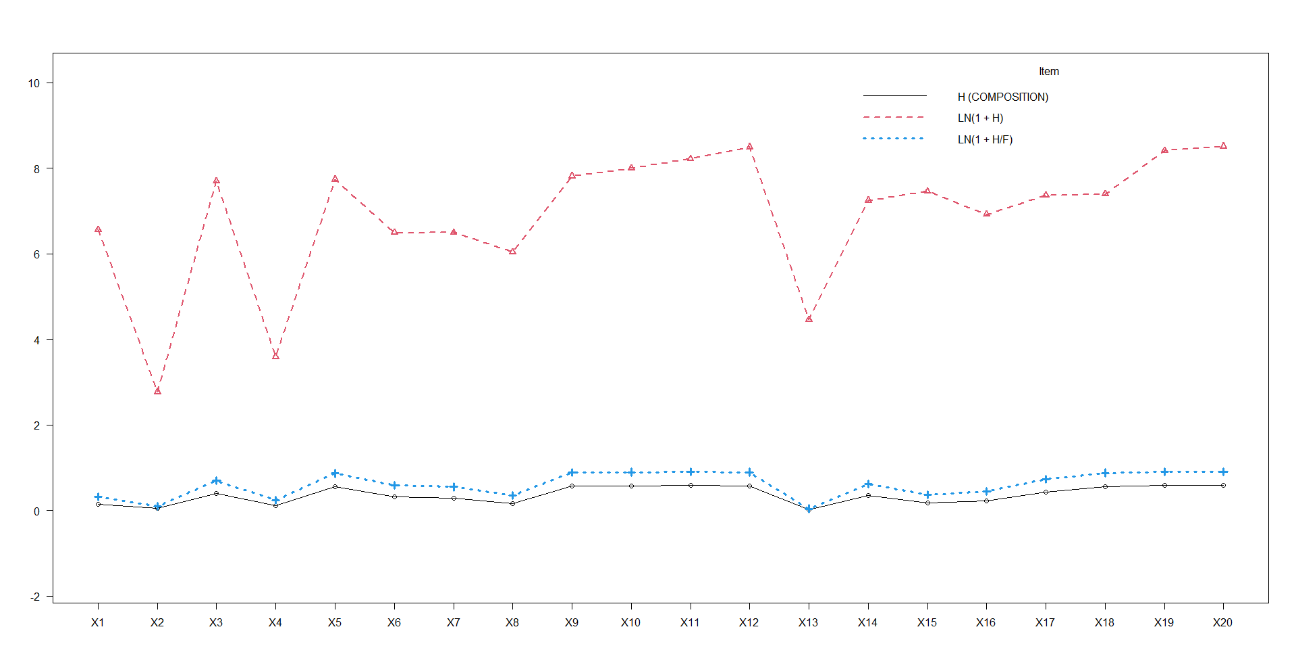 Item
H (COMPOSITION)
LN(1 + H)
LN(1 + H/F)
10
8
6
4
2
0
-2
X1 X2 X3 X4 X5 X6 X7 X8 X9 X10 X11 X12 X13 X14 X15 X16 X17 X18 X19 X20